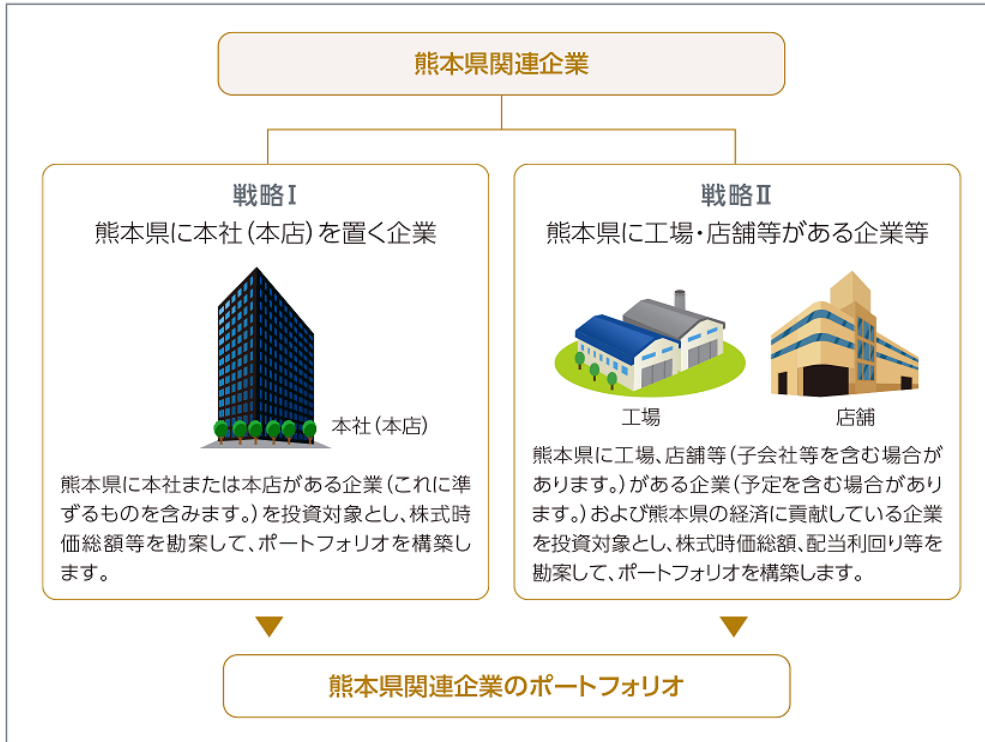 熊本県関連企業
戦略Ⅰ
熊本県に本社(本店)を置く企業
本社(本店)
熊本県に本社または本店がある企業(これに準
ずるものを含みます。)を投資対象とし、株式時
価総額等を勘案して、ポートフォリオを構築し
ます。
戦略Ⅱ
熊本県に工場・店舗等がある企業等
工場
店舗
熊本県に工場、店舗等(子会社等を含む場合が
あります。)がある企業(予定を含む場合があり
ます。)および熊本県の経済に貢献している企業
を投資対象とし、株式時価総額、配当利回り等を
勘案して、ポートフォリオを構築します。
熊本県関連企業のポートフォリオ